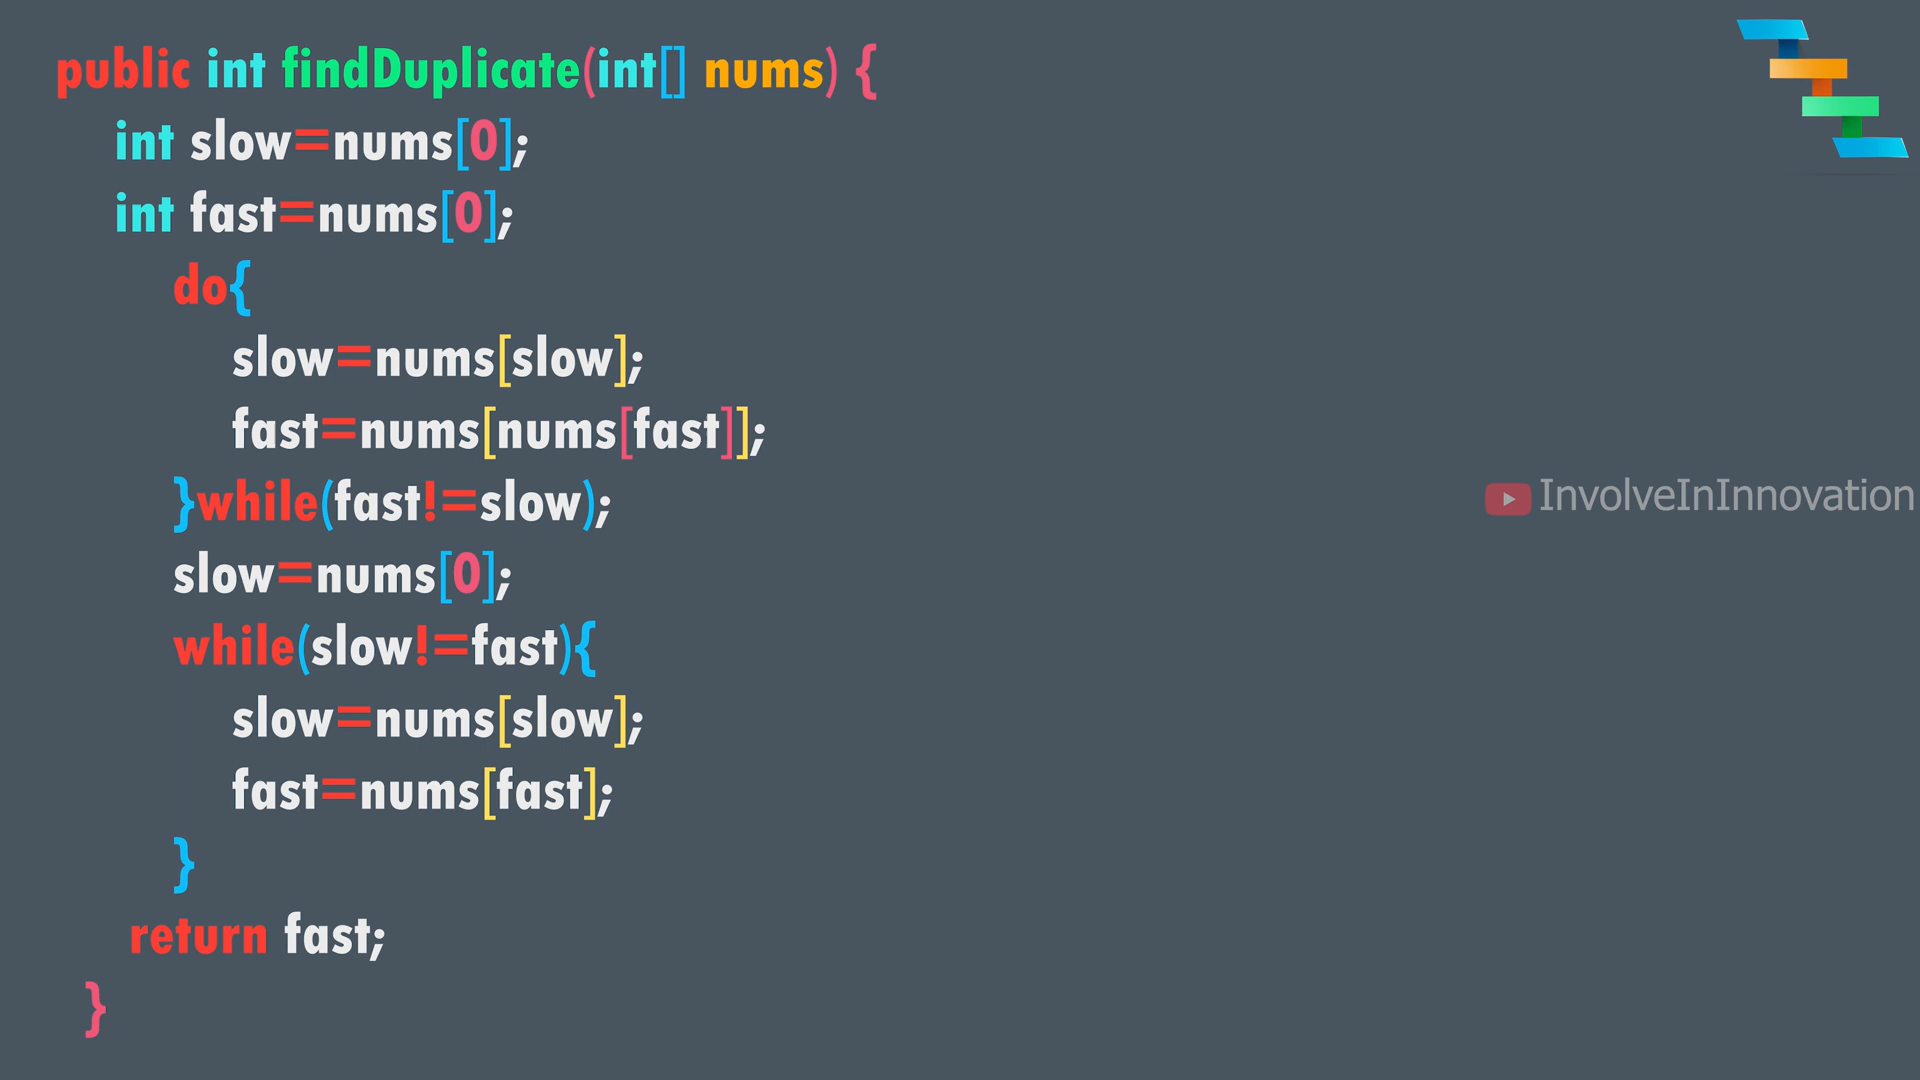 public int findDuplicate(int[] nums) {
int slow=nums[0];
int fast=nums[0];
do{
slow=nums[slow];
fast=nums[nums[fast]];
}while(fast!=slow);
slow=nums[0];
while(slow!=fast){
slow=nums[slow];
fast=nums[fast];
}
return fast;
}
InvolveInInnovation